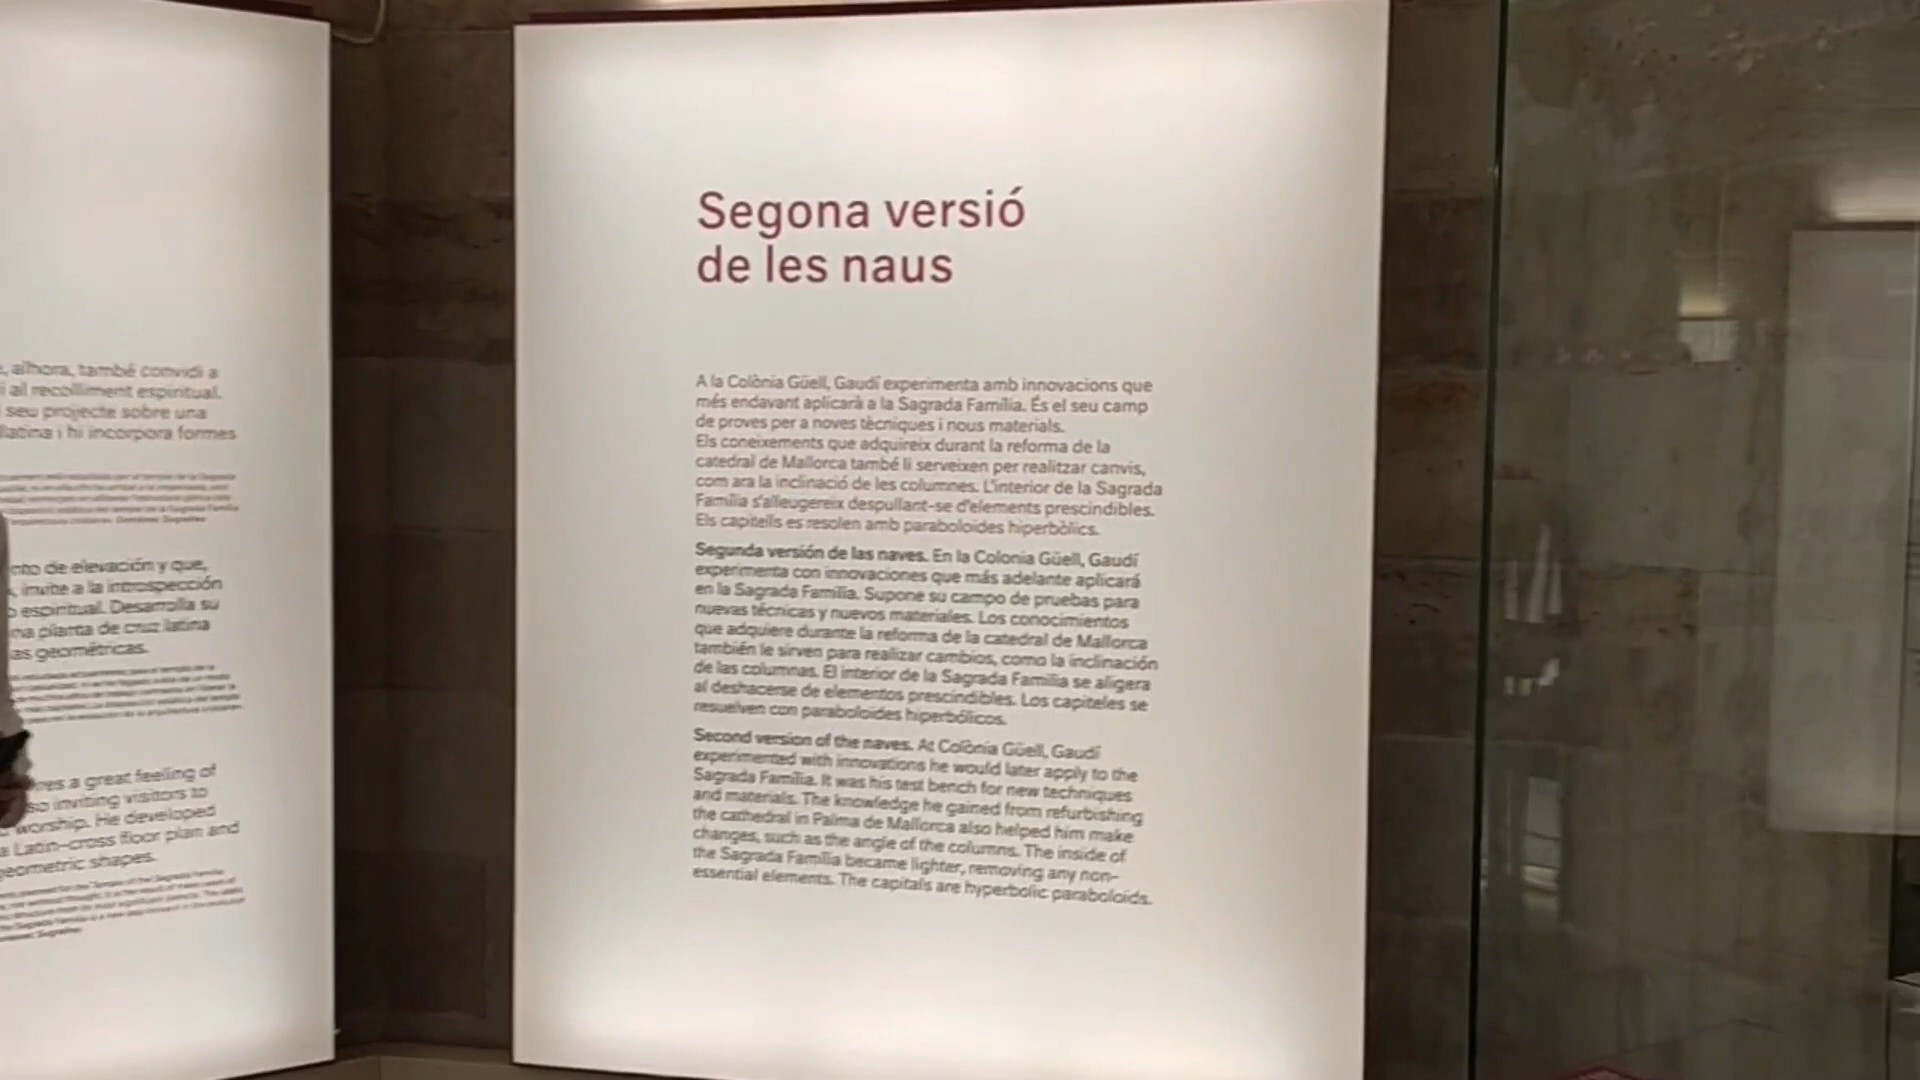 , alhora, també convidi a
i al recolliment espiritual.
seu projecte sobre una
llatina i hi incorpora formes
nto de elevación y que,
, invite a la introspección
o espiritual. Desarrolla su
na planta de cruz latina
as geométricas.
res a great feeling of
so inviting visitors to
worship. He developed
a Latin-cross floor plan and
geometric shapes.
Segona versió
de les naus
A la Colònia Güell, Gaudí experimenta amb innovacions que
més endavant aplicarà a la Sagrada Família. És el seu camp
de proves per a noves tècniques i nous materials.
Els coneixements que adquireix durant la reforma de la
catedral de Mallorca també li serveixen per realitzar canvis,
com ara la inclinació de les columnes. L'interior de la Sagrada
Família s'alleugereix despullant-se d'elements prescindibles.
Els capitells es resolen amb paraboloides hiperbòlics.
Segunda versión de las naves. En la Colonia Güell, Gaudí
experimenta con innovaciones que más adelante aplicará
en la Sagrada Familia. Supone su campo de pruebas para
nuevas técnicas y nuevos materiales. Los conocimientos
que adquiere durante la reforma de la catedral de Mallorca
también le sirven para realizar cambios, como la inclinación
de las columnas. El interior de la Sagrada Familia se aligera
al deshacerse de elementos prescindibles. Los capiteles se
resuelven con paraboloides hiperbólicos.
Second version of the naves. At Colònia Güell, Gaudí
experimented with innovations he would later apply to the
Sagrada Família. It was his test bench for new techniques
and materials. The knowledge he gained from refurbishing
the cathedral in Palma de Mallorca also helped him make
changes, such as the angle of the columns. The inside of
the Sagrada Família became lighter, removing any non-
essential elements. The capitals are hyperbolic paraboloids.